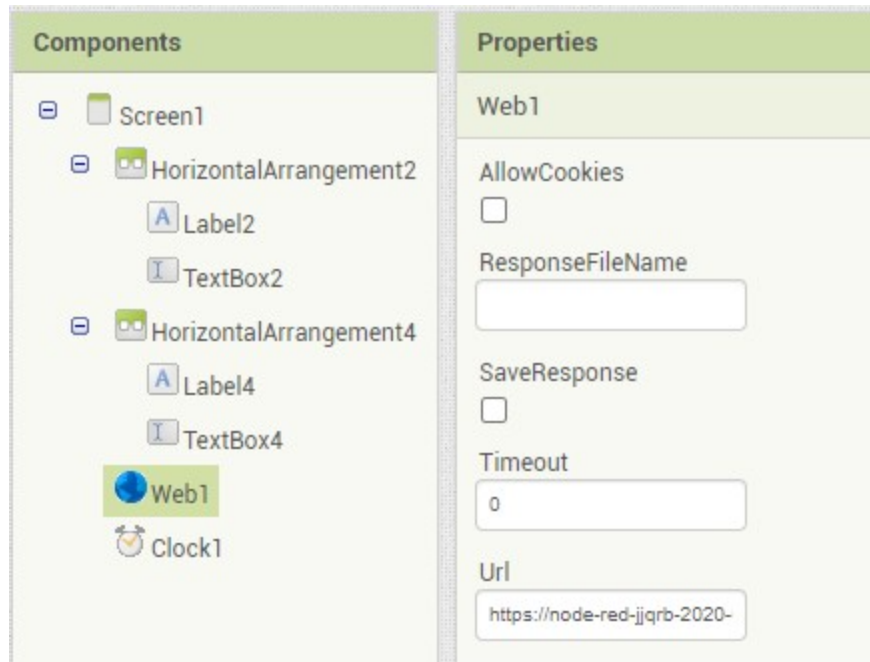 Components
Screen1
HorizontalArrangement2
Label2
TextBox2
HorizontalArrangement4
Label4
TextBox4
Web1
Clock1
Properties
Web1
AllowCookies
ResponseFileName
SaveResponse
Timeout
0
Url
https://node-red-jjqrb-2020-